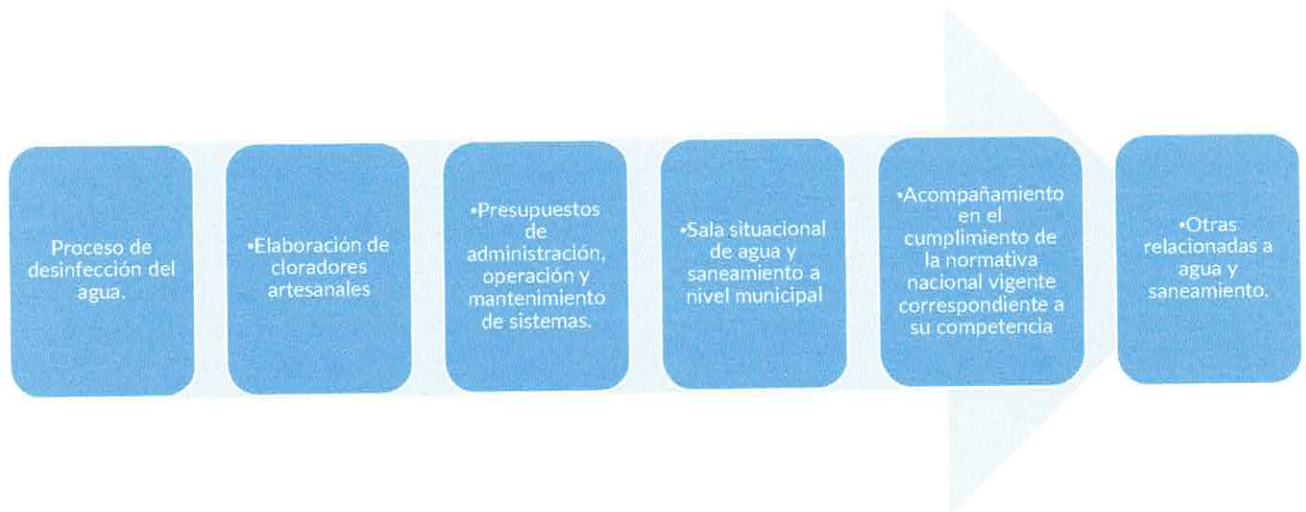 Proceso de
desinfección del
agua.
•Elaboración de
cloradores
artesanales
•Presupuestos
de
administración,
operación y
mantenimiento
de sistemas.
•Sala situacional
de agua y
saneamiento a
nivel municipal
•Acompañamiento
en el
cumplimiento de
la normativa
nacional vigente
correspondiente a
su competencia
•Otras
relacionadas a
agua y
saneamiento.